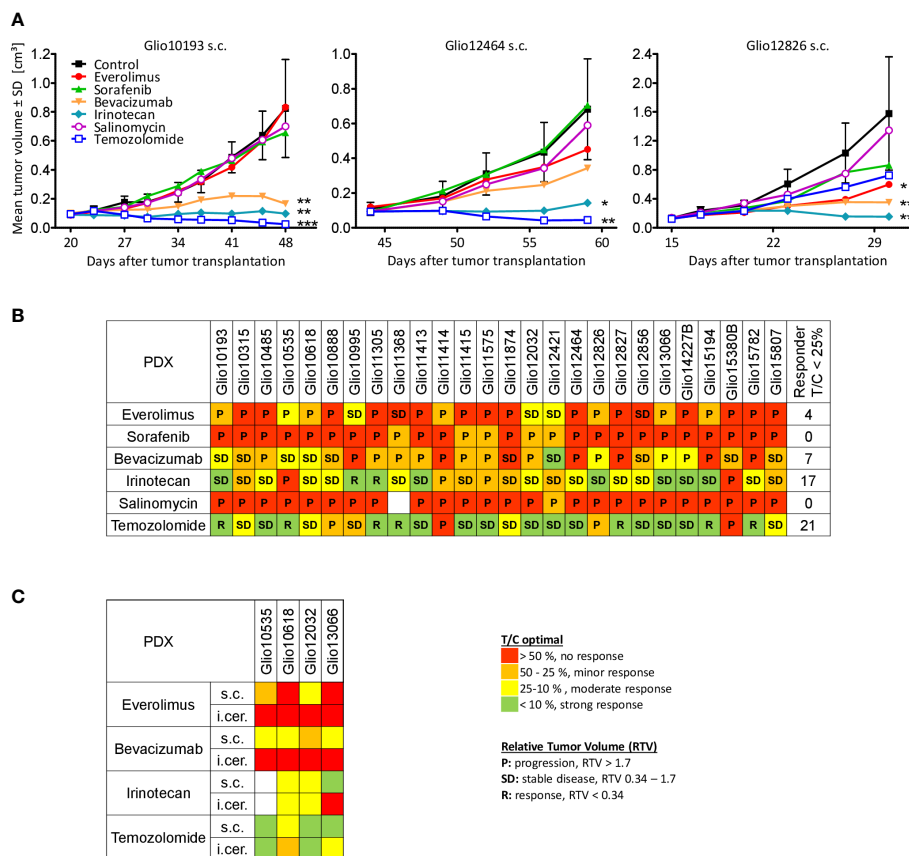 A
Glio10193 s.c.
Glio12464 s.c.
Glio12826 s.c.
Mean tumor volume ± SD [cm³]
1.2
1.0
0.8
0.6
0.4
0.2
0.0
Control
Everolimus
Sorafenib
Bevacizumab
Irinotecan
Salinomycin
Temozolomide
**
**
***
20 27 34 41 48
Days after tumor transplantation
1.0
0.8
0.6
0.4
0.2
0.0
*
**
45 50 55 60
Days after tumor transplantation
2.4
2.0
1.6
1.2
0.8
0.4
0.0
*
**
**
15 22 29
Days after tumor transplantation
B
PDX Glio10193 Glio10315 Glio10485 Glio10535 Glio10618 Glio10888 Glio10995 Glio11305 Glio11368 Glio11413 Glio11414 Glio11415 Glio11575 Glio11874 Glio12032 Glio12421 Glio12464 Glio12826 Glio12827 Glio12856 Glio13066 Glio14227B Glio15194 Glio15380B Glio15782 Glio15807 Responder T/C < 25%
Everolimus P P P P P P SD P SD P P P P P SD SD P P P SD P P P P P P 4
Sorafenib P P P P P P P P P P P P P P P P P P P P P P P P P P 0
Bevacizumab SD SD P SD SD SD P P P P P P P SD P SD P P P SD P P P SD P SD 7
Irinotecan SD SD SD P SD SD R R SD SD P SD P SD SD SD SD SD SD SD SD SD SD P SD SD 17
Salinomycin P P P P P P P P P P P P P P P P P P P P P P P P P 0
Temozolomide R SD SD R SD P SD R R SD P SD SD SD SD SD SD P R SD SD SD R P R SD 21
C
PDX Glio10535 Glio10618 Glio12032 Glio13066
Everolimus s.c.
i.cer.
Bevacizumab s.c.
i.cer.
Irinotecan s.c.
i.cer.
Temozolomide s.c.
i.cer.
T/C optimal
> 50 %, no response
50 - 25 %, minor response
25-10 % , moderate response
< 10 %, strong response
Relative Tumor Volume (RTV)
P: progression, RTV > 1.7
SD: stable disease, RTV 0.34 – 1.7
R: response, RTV < 0.34